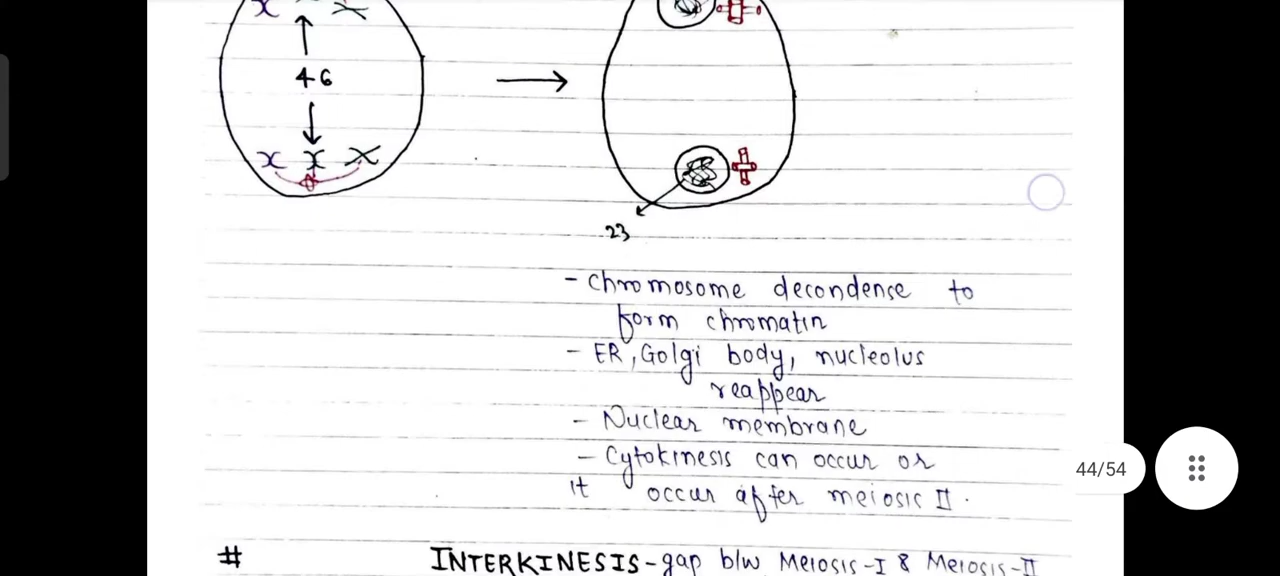 46
23
- Chromosome decondense to
form chromatin
- ER, Golgi body, nucleolus
reappear
- Nuclear membrane
- Cytokinesis can occur or
it occur after meiosis II.
44/54
# INTERKINESIS - gap b/w Meiosis-I & Meiosis-II